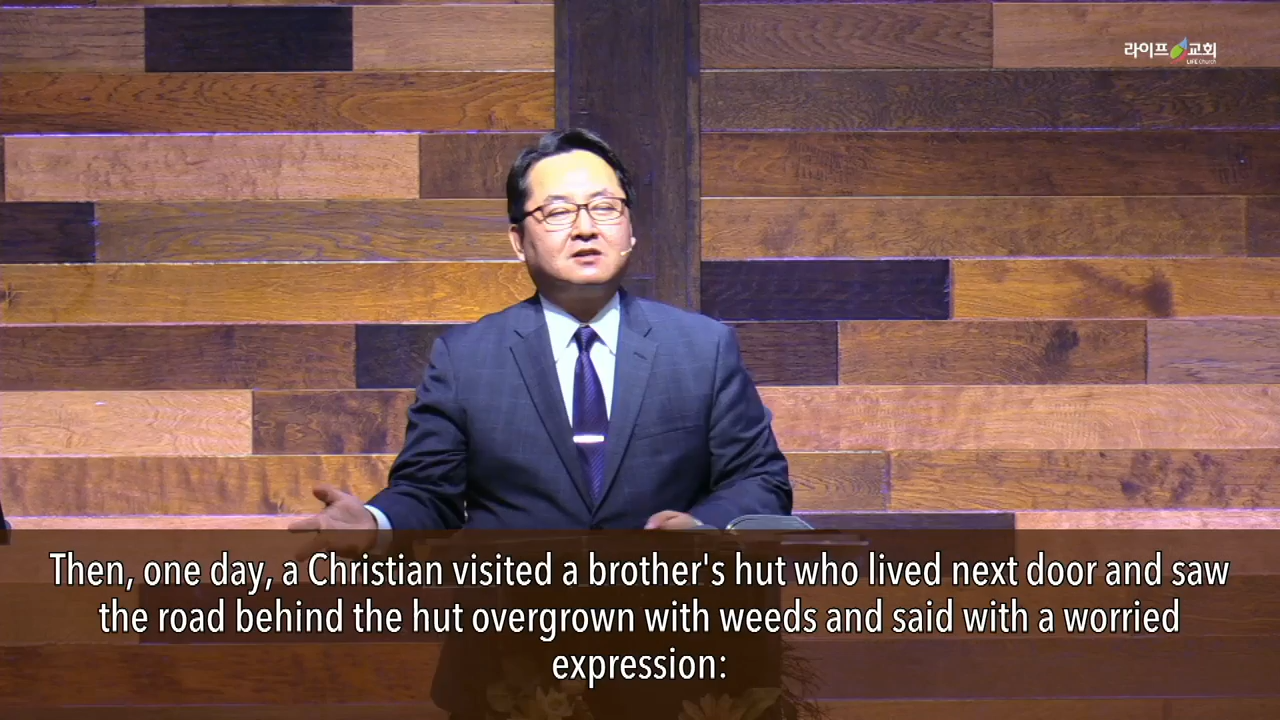 라이프 교회
LIFE Church
Then, one day, a Christian visited a brother's hut who lived next door and saw
the road behind the hut overgrown with weeds and said with a worried
expression: